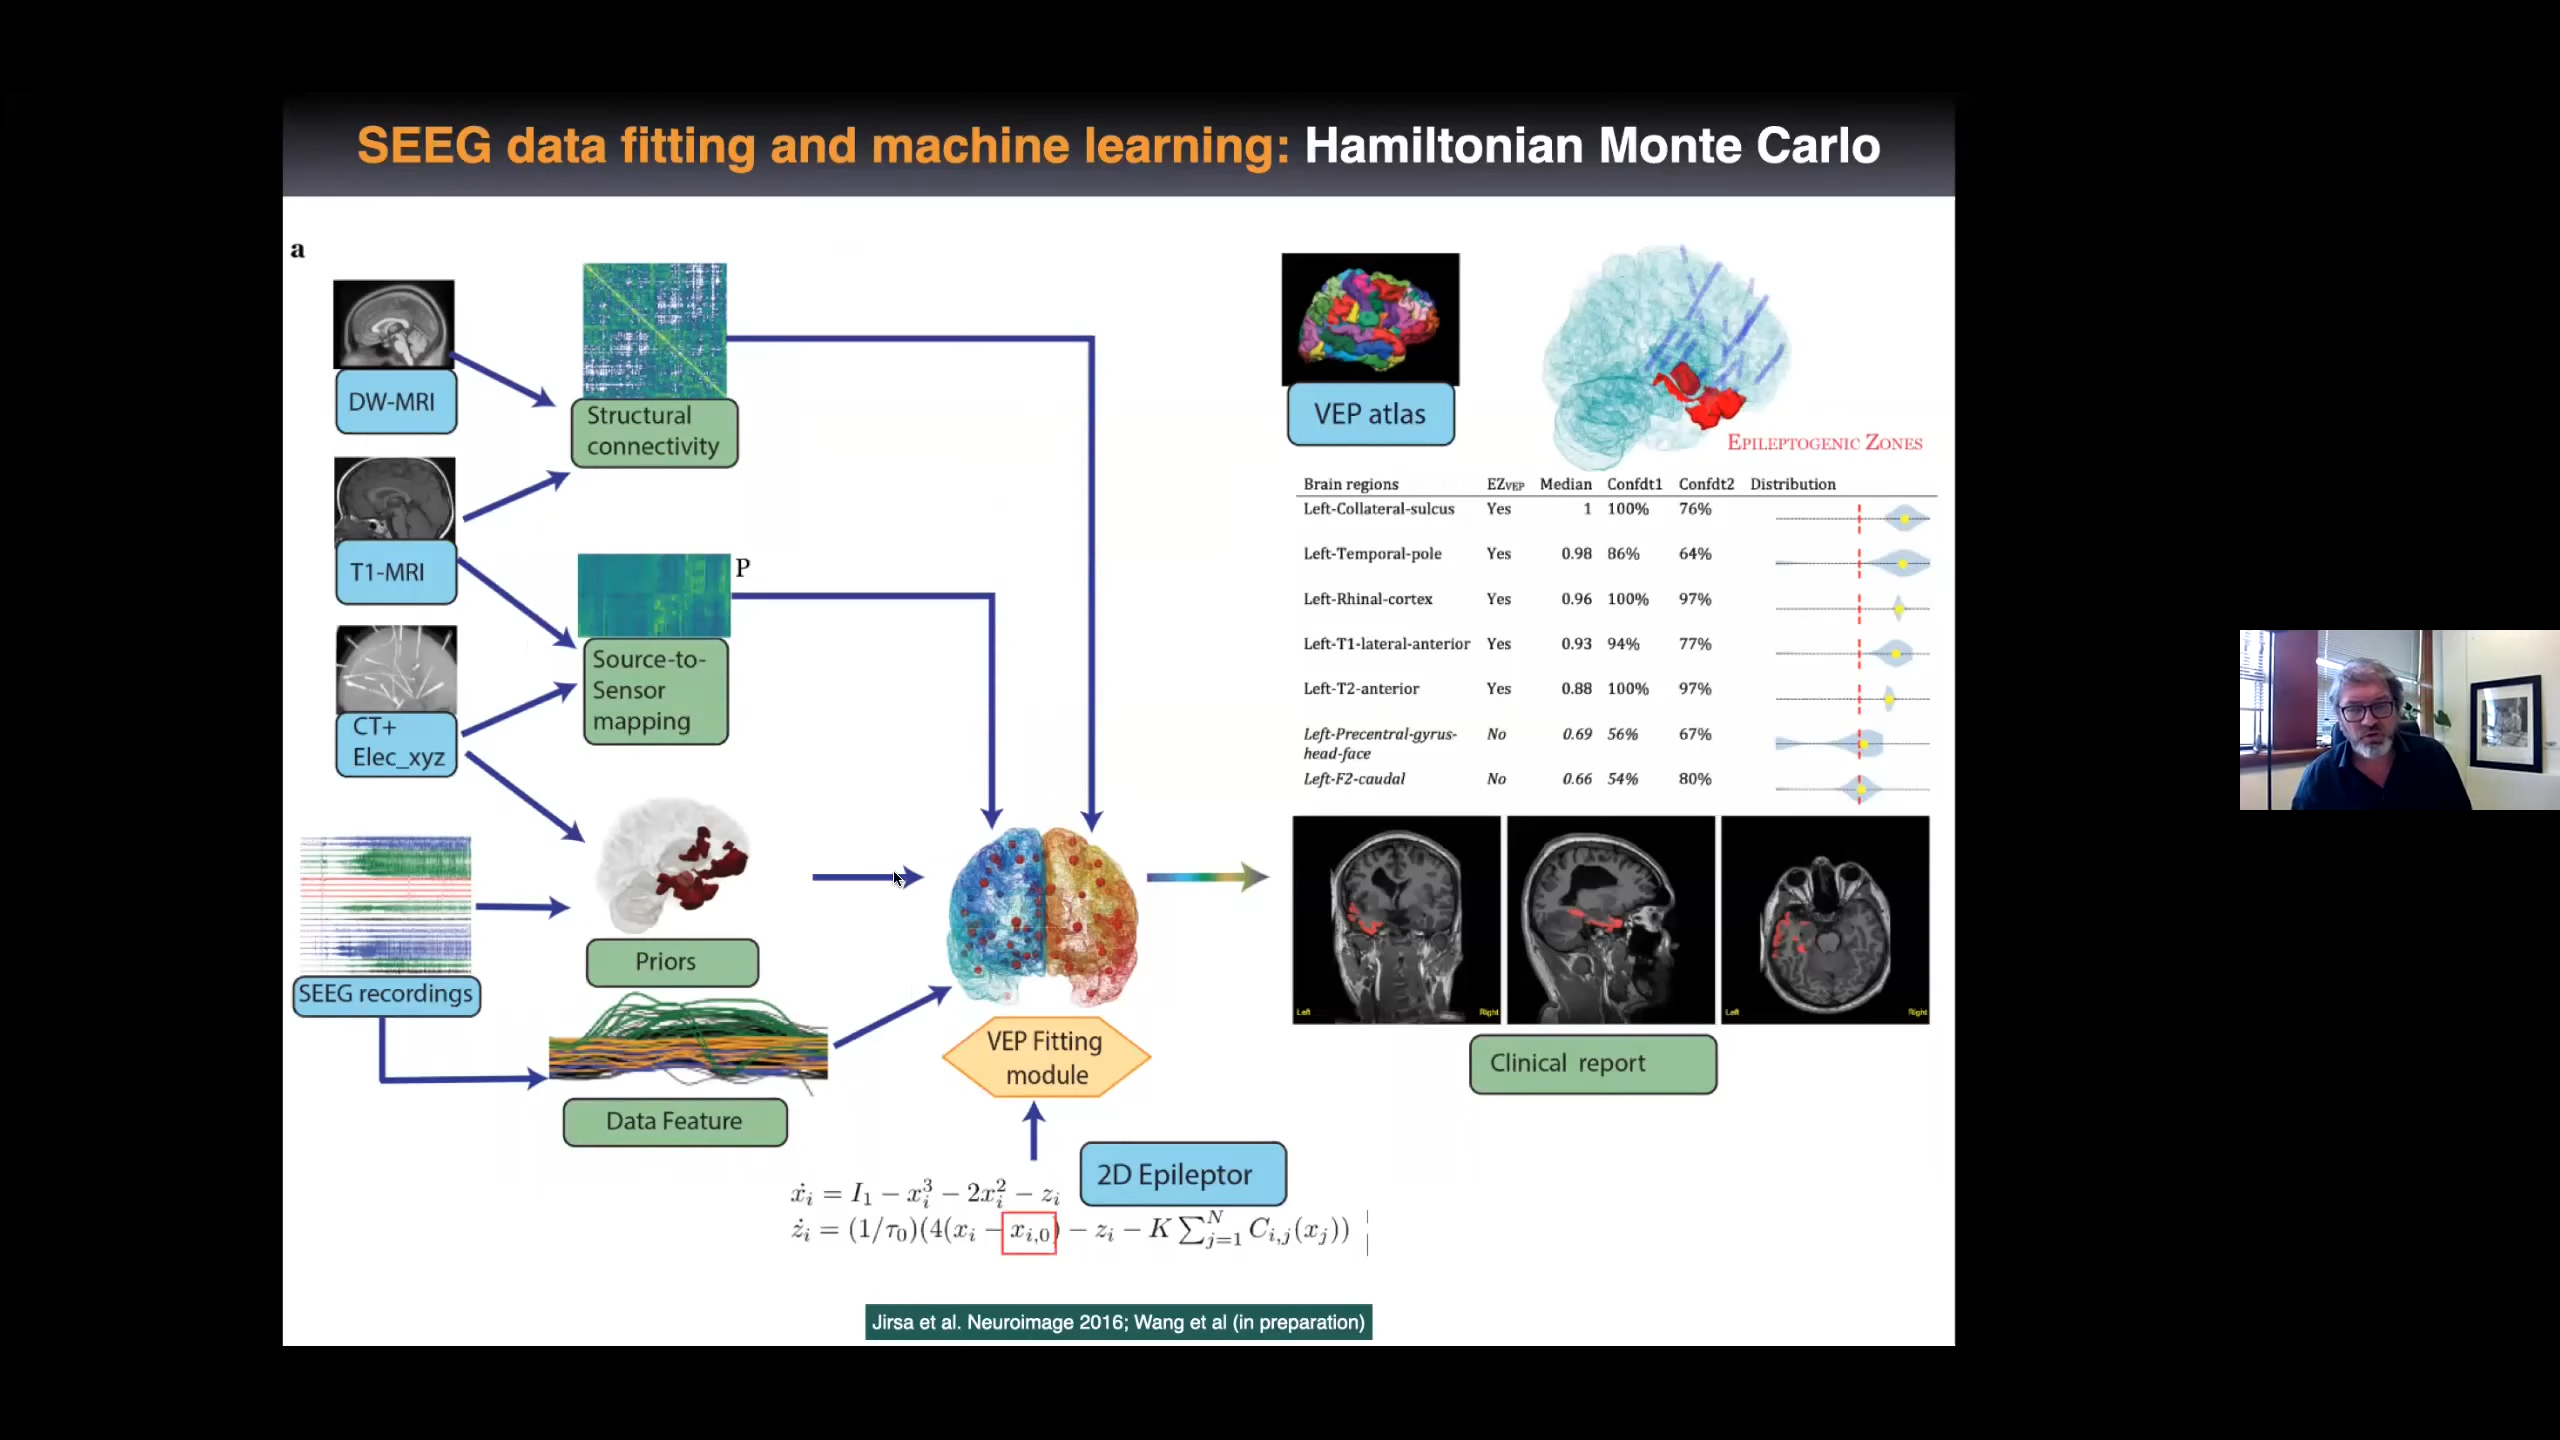 SEEG data fitting and machine learning: Hamiltonian Monte Carlo
a
DW-MRI
Structural
connectivity
T1-MRI
P
Source-to-
Sensor
mapping
CT+
Elec_xyz
SEEG recordings
Priors
Data Feature
VEP Fitting
module
2D Epileptor
ẋᵢ = I₁ − xᵢ³ − 2xᵢ² − zᵢ
żᵢ = (1/τ₀)(4(xᵢ − xᵢ,₀) − zᵢ − K ∑ᴺⱼ₌₁ Cᵢ,ⱼ(xⱼ))
VEP atlas
EPILEPTOGENIC ZONES
Brain regions EZVEP Median Confdt1 Confdt2 Distribution
Left-Collateral-sulcus Yes 1 100% 76%
Left-Temporal-pole Yes 0.98 86% 64%
Left-Rhinal-cortex Yes 0.96 100% 97%
Left-T1-lateral-anterior Yes 0.93 94% 77%
Left-T2-anterior Yes 0.88 100% 97%
Left-Precentral-gyrus- No 0.69 56% 67%
head-face
Left-F2-caudal No 0.66 54% 80%
Left Right Left Right
Clinical report
Jirsa et al. Neuroimage 2016; Wang et al (in preparation)